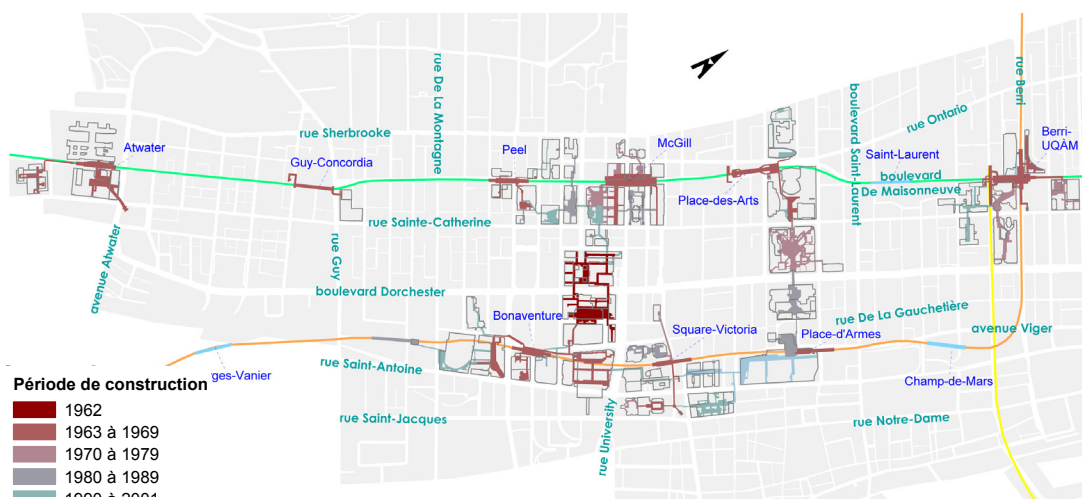 rue De La Montagne
rue Sherbrooke
Atwater
Guy-Concordia
Peel
McGill
boulevard Saint-Laurent
rue Ontario
rue Berri
Berri-
UQÀM
Saint-Laurent
boulevard
De Maisonneuve
Place-des-Arts
rue Sainte-Catherine
avenue Atwater
rue Guy
boulevard Dorchester
Bonaventure
Square-Victoria
rue De La Gauchetière
Place-d'Armes
avenue Viger
rue Saint-Antoine
Champ-de-Mars
rue Saint-Jacques
rue University
rue Notre-Dame
Période de construction
1962
1963 à 1969
1970 à 1979
1980 à 1989
1990 à 2001